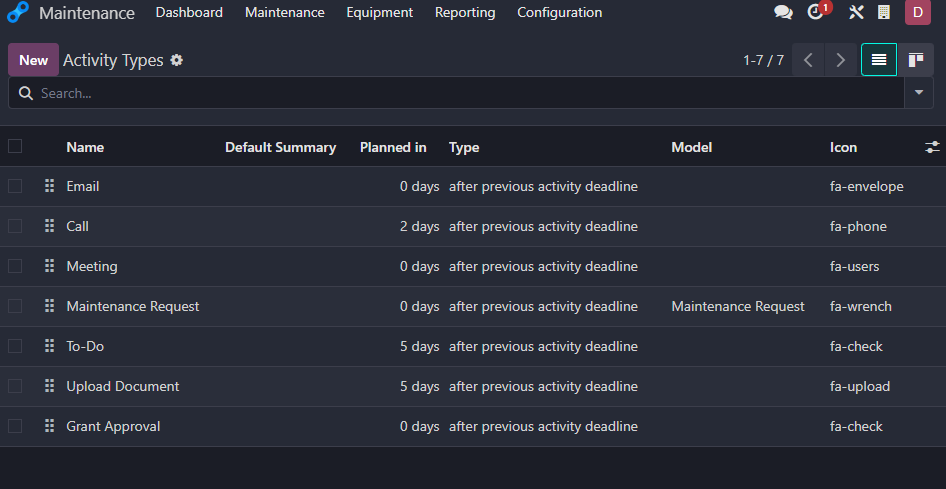 Maintenance Dashboard Maintenance Equipment Reporting Configuration 1 D
New Activity Types 1-7 / 7
Search...
Name Default Summary Planned in Type Model Icon
Email 0 days after previous activity deadline fa-envelope
Call 2 days after previous activity deadline fa-phone
Meeting 0 days after previous activity deadline fa-users
Maintenance Request 0 days after previous activity deadline Maintenance Request fa-wrench
To-Do 5 days after previous activity deadline fa-check
Upload Document 5 days after previous activity deadline fa-upload
Grant Approval 0 days after previous activity deadline fa-check